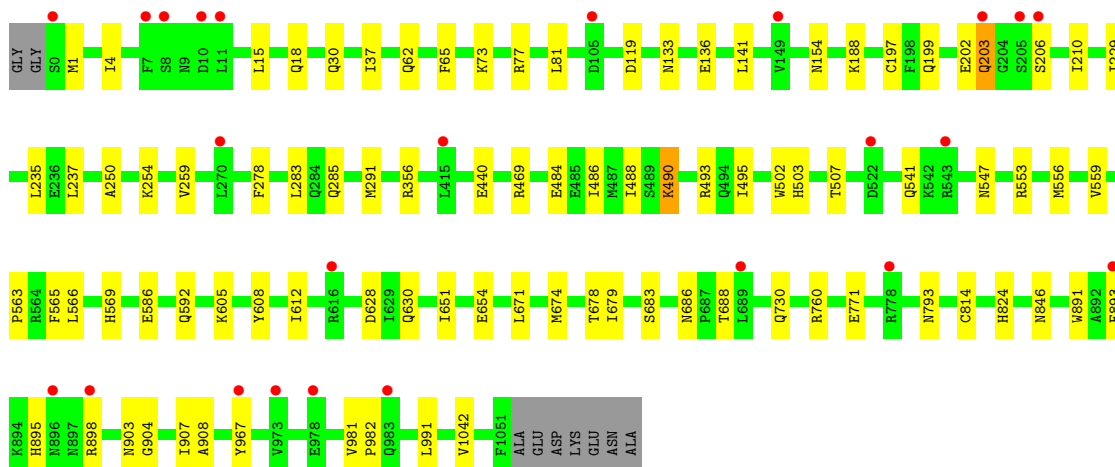 GLY GLY S0 M1 I4 F7 S8 N9 D10 L11 L15 Q18 Q30 I37 Q62 F65 K73 R77 L81 D105 D119 N133 E136 L141 V149 N154 K188 C197 F198 Q199 E202 Q203 G204 S205 S206 I210
L235 E236 L237 A250 K254 V259 L270 F278 L283 Q284 Q285 M291 R356 L415 E440 R469 E484 E485 I486 M487 I488 S489 K490 R493 Q494 I495 W502 H503 T507 D522 Q541 K542 R543 N547 R553 M556 V559
P563 R564 F565 L566 H569 E586 Q592 K605 Y608 I612 R616 D628 I629 Q630 I651 E654 L671 M674 T678 I679 S683 N686 P687 T688 L689 Q730 R760 E771 R778 N793 C814 H824 N846 W891 A892
K894 H895 N896 N897 R898 N903 G904 I907 A908 Y967 V973 E978 V981 P982 Q983 L991 V1042 F1051 ALA GLU ASP LYS GLU ASN ALA